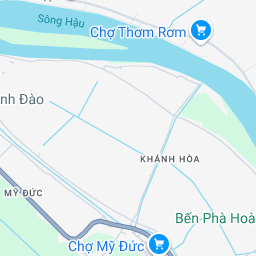 Sông Hậu
Chợ Thơm Rơm
nh Đào
KHÁNH HÒA
MỸ ĐỨC
Bến Phà Hoà
Chợ Mỹ Đức